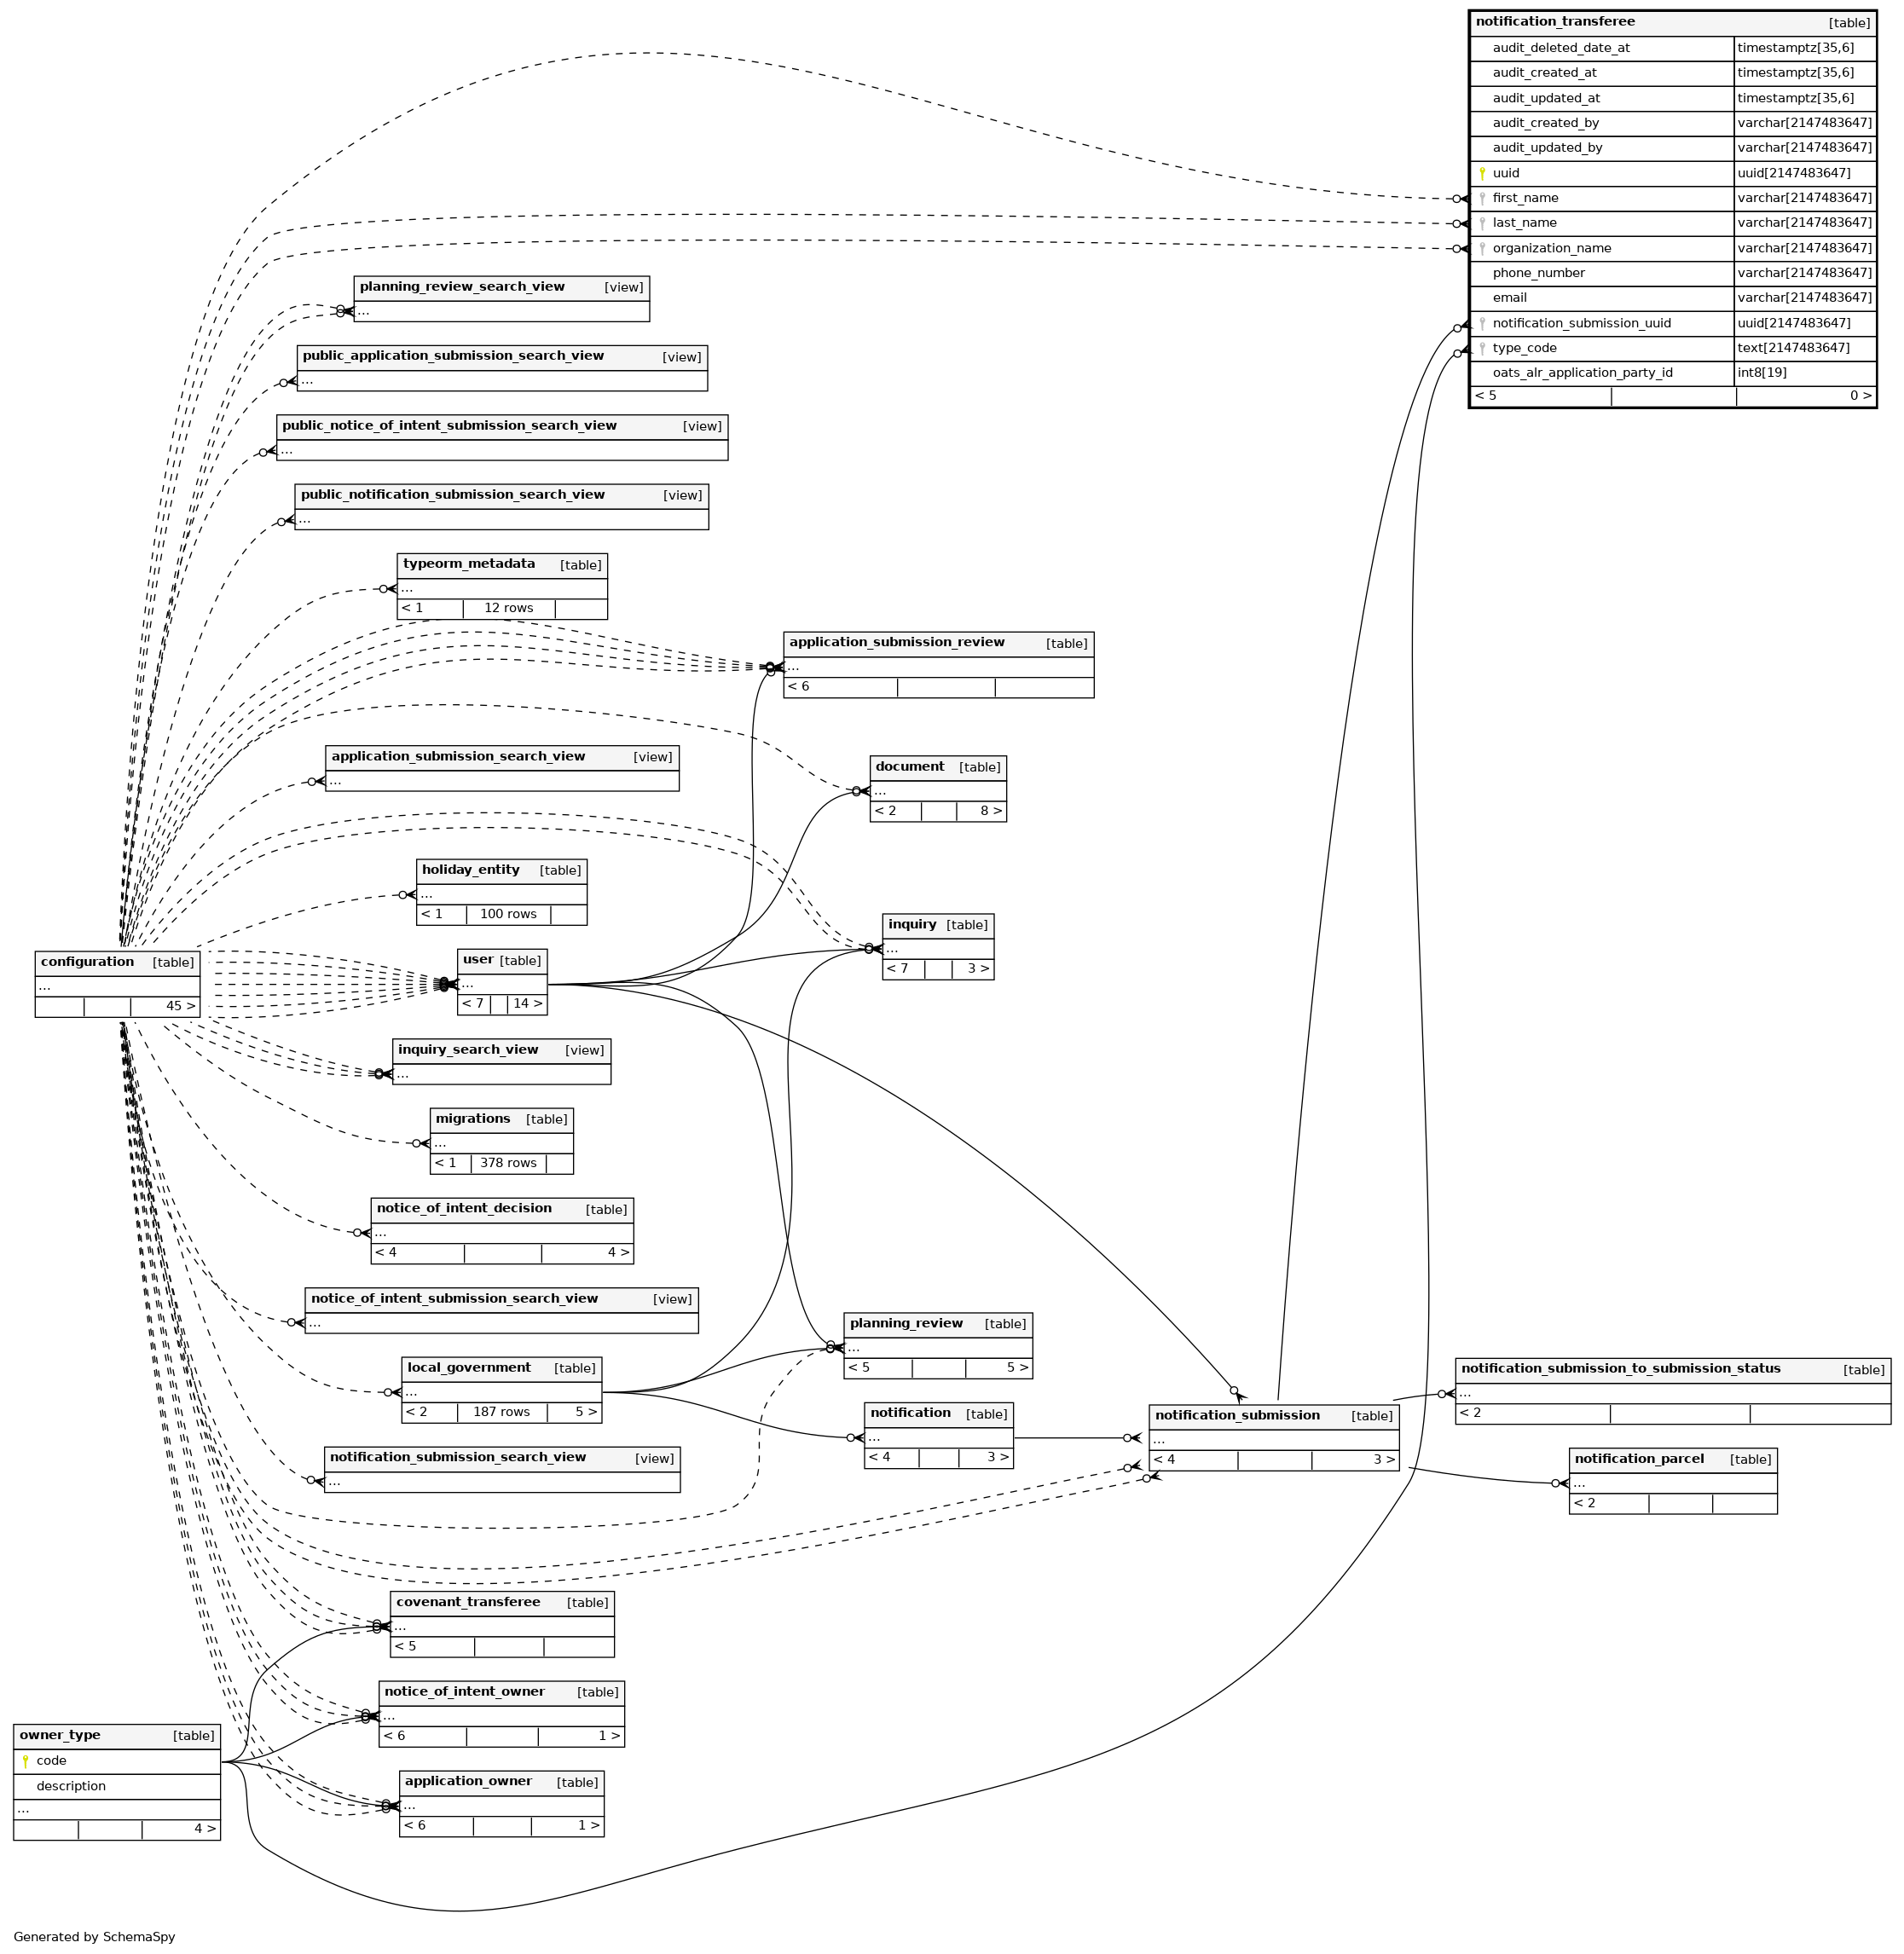 notification_transferee [table]
audit_deleted_date_at timestamptz[35,6]
audit_created_at timestamptz[35,6]
audit_updated_at timestamptz[35,6]
audit_created_by varchar[2147483647]
audit_updated_by varchar[2147483647]
uuid uuid[2147483647]
first_name varchar[2147483647]
last_name varchar[2147483647]
organization_name varchar[2147483647]
phone_number varchar[2147483647]
email varchar[2147483647]
notification_submission_uuid uuid[2147483647]
type_code text[2147483647]
oats_alr_application_party_id int8[19]
< 5 0 >
planning_review_search_view [view]
...
public_application_submission_search_view [view]
...
public_notice_of_intent_submission_search_view [view]
...
public_notification_submission_search_view [view]
...
typeorm_metadata [table]
...
< 1 12 rows
application_submission_review [table]
...
< 6
application_submission_search_view [view]
...
document [table]
...
< 2 8 >
holiday_entity [table]
...
< 1 100 rows
inquiry [table]
...
< 7 3 >
configuration [table]
...
45 >
user [table]
...
< 7 14 >
inquiry_search_view [view]
...
migrations [table]
...
< 1 378 rows
notice_of_intent_decision [table]
...
< 4 4 >
notice_of_intent_submission_search_view [view]
...
planning_review [table]
...
< 5 5 >
local_government [table]
...
< 2 187 rows 5 >
notification [table]
...
< 4 3 >
notification_submission [table]
...
< 4 3 >
notification_submission_to_submission_status [table]
...
< 2
notification_parcel [table]
...
< 2
notification_submission_search_view [view]
...
covenant_transferee [table]
...
< 5
notice_of_intent_owner [table]
...
< 6 1 >
owner_type [table]
code
description
...
4 >
application_owner [table]
...
< 6 1 >
Generated by SchemaSpy